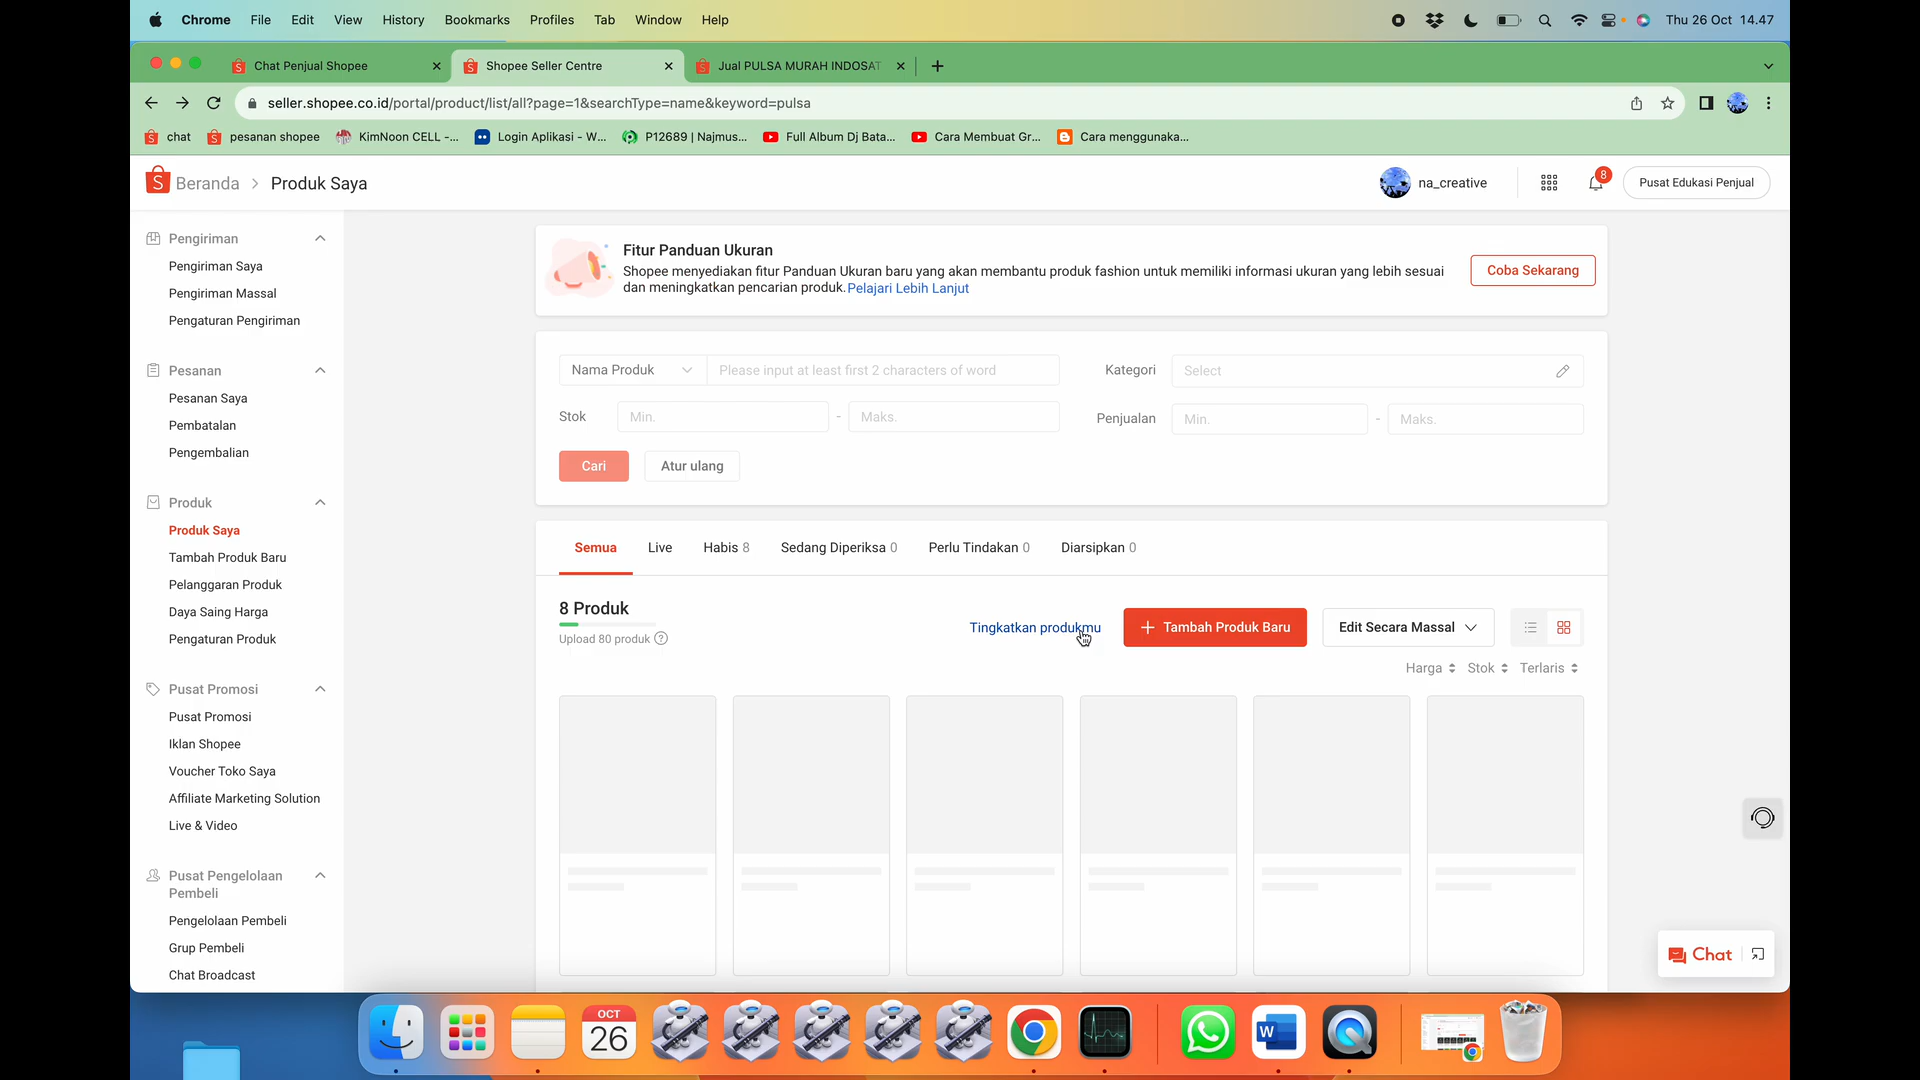 Chrome File Edit View History Bookmarks Profiles Tab Window Help Thu 26 Oct 14.47
Chat Penjual Shopee Shopee Seller Centre Jual PULSA MURAH INDOSAT
seller.shopee.co.id/portal/product/list/all?page=1&searchType=name&keyword=pulsa
chat pesanan shopee KimNoon CELL -... Login Aplikasi - W... P12689 | Najmus... Full Album Dj Bata... Cara Membuat Gr... Cara menggunaka...
Beranda > Produk Saya na_creative 8 Pusat Edukasi Penjual
Pengiriman
Pengiriman Saya
Pengiriman Massal
Pengaturan Pengiriman
Pesanan
Pesanan Saya
Pembatalan
Pengembalian
Produk
Produk Saya
Tambah Produk Baru
Pelanggaran Produk
Daya Saing Harga
Pengaturan Produk
Pusat Promosi
Pusat Promosi
Iklan Shopee
Voucher Toko Saya
Affiliate Marketing Solution
Live & Video
Pusat Pengelolaan
Pembeli
Pengelolaan Pembeli
Grup Pembeli
Chat Broadcast
Fitur Panduan Ukuran
Shopee menyediakan fitur Panduan Ukuran baru yang akan membantu produk fashion untuk memiliki informasi ukuran yang lebih sesuai
dan meningkatkan pencarian produk. Pelajari Lebih Lanjut
Coba Sekarang
Nama Produk Please input at least first 2 characters of word Kategori Select
Stok Min. - Maks. Penjualan Min. - Maks.
Cari Atur ulang
Semua Live Habis 8 Sedang Diperiksa 0 Perlu Tindakan 0 Diarsipkan 0
8 Produk
Upload 80 produk ?
Tingkatkan produkmu + Tambah Produk Baru Edit Secara Massal
Harga Stok Terlaris
Chat
OCT
26
W